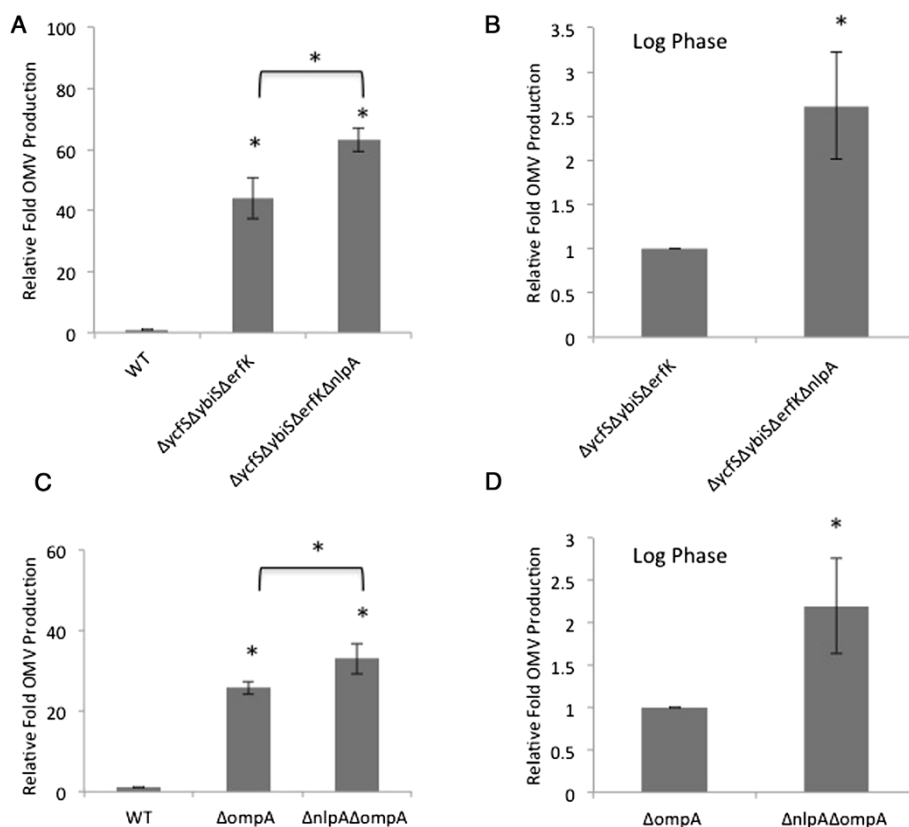 A
Relative Fold OMV Production
100
80
60
40
20
0
*
*
*
WT
ΔycfSΔybiSΔerfK
ΔycfSΔybiSΔerfKΔnlpA
B
Relative Fold OMV Production
Log Phase
3.5
3
2.5
2
1.5
1
0.5
0
*
ΔycfSΔybiSΔerfK
ΔycfSΔybiSΔerfKΔnlpA
C
Relative Fold OMV Production
60
40
20
0
*
*
*
WT
ΔompA
ΔnlpAΔompA
D
Relative Fold OMV Production
Log Phase
3
2.5
2
1.5
1
0.5
0
*
ΔompA
ΔnlpAΔompA